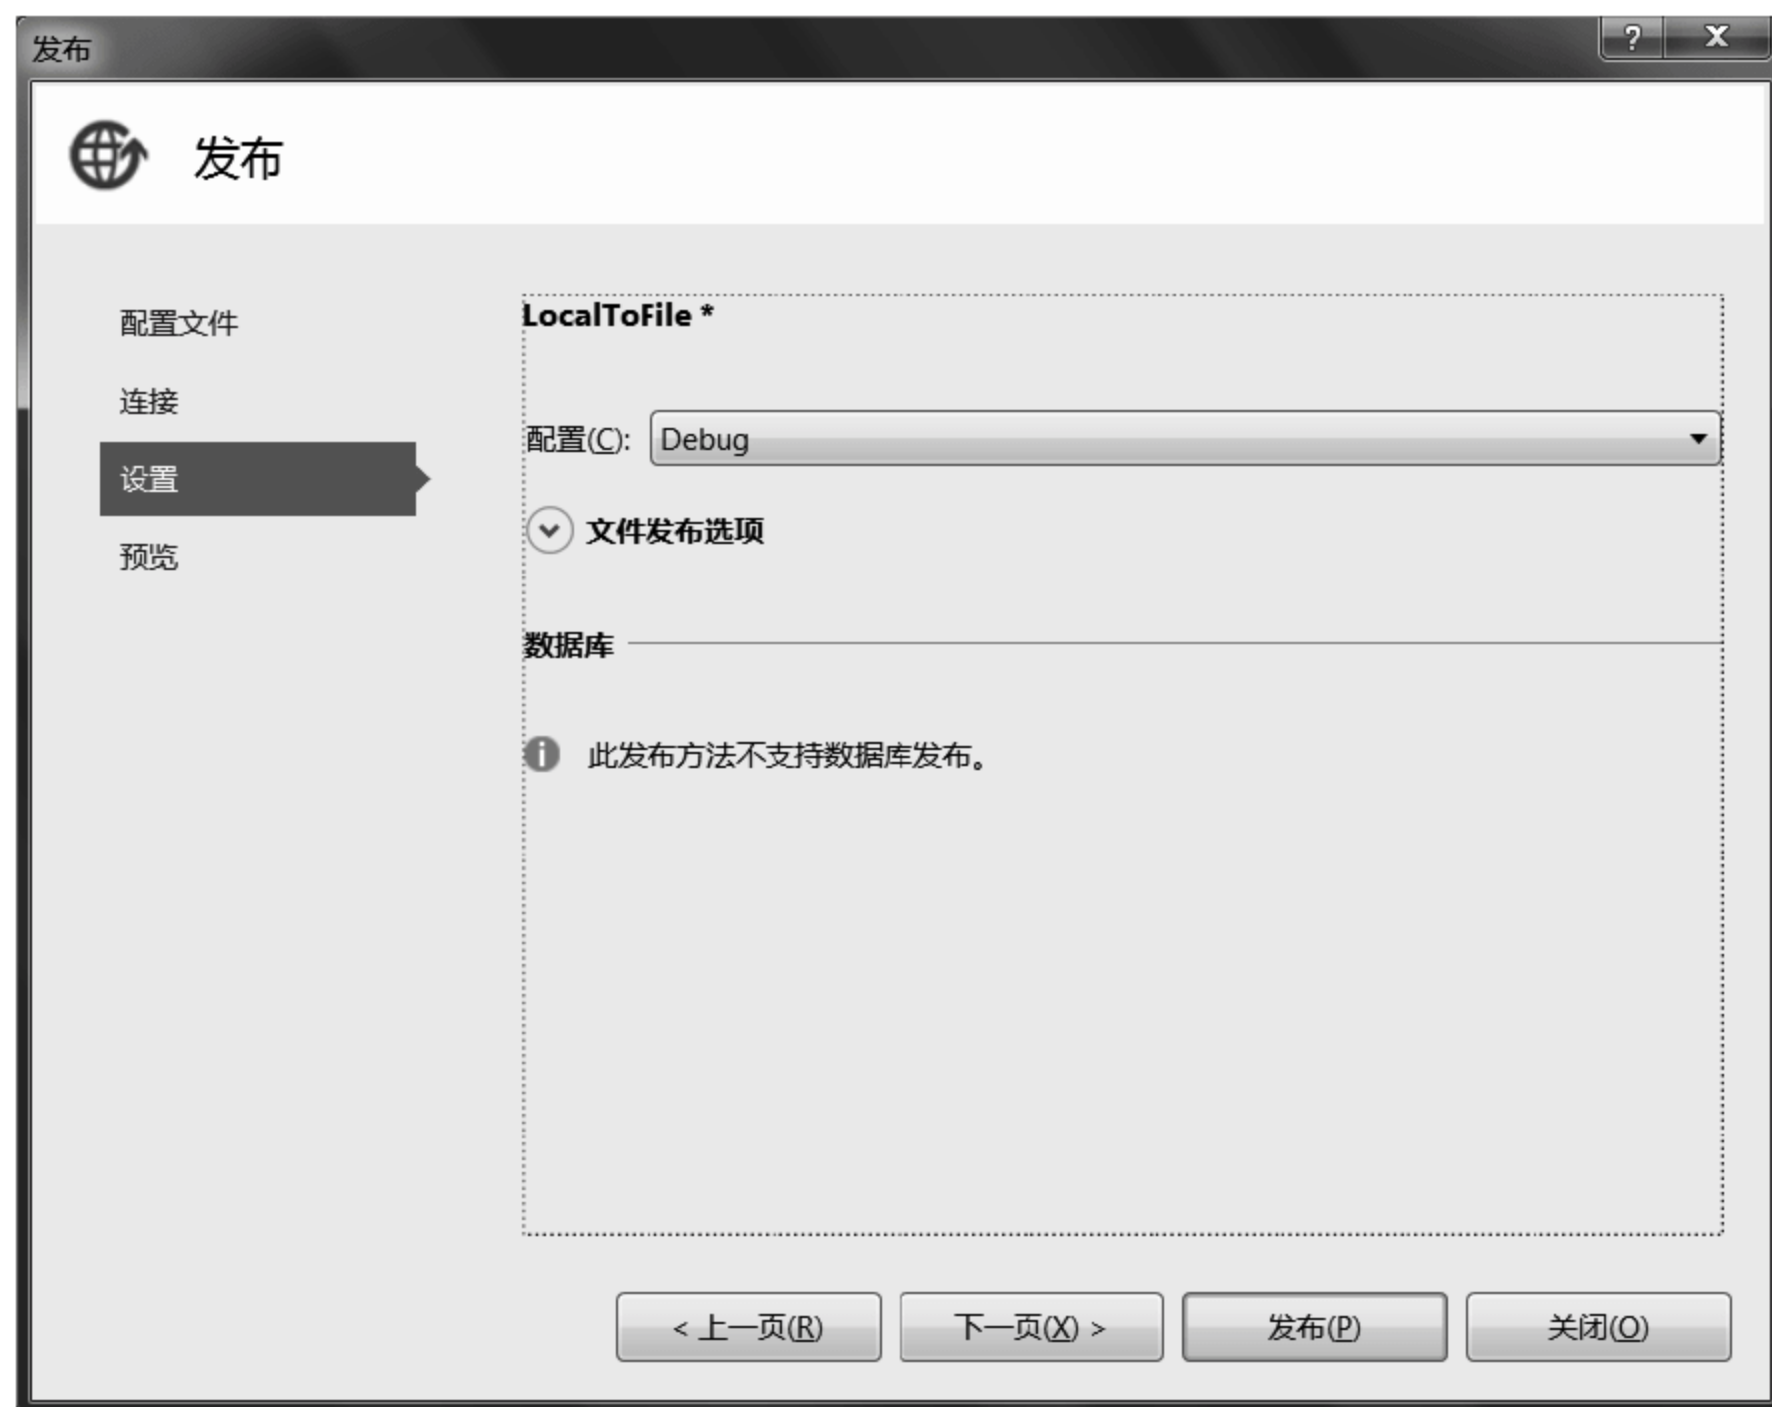 发布
?
X
发布
配置文件
连接
设置
预览
LocalToFile *
配置(C): Debug
文件发布选项
数据库
此发布方法不支持数据库发布。
< 上一页(R)
下一页(X) >
发布(P)
关闭(O)